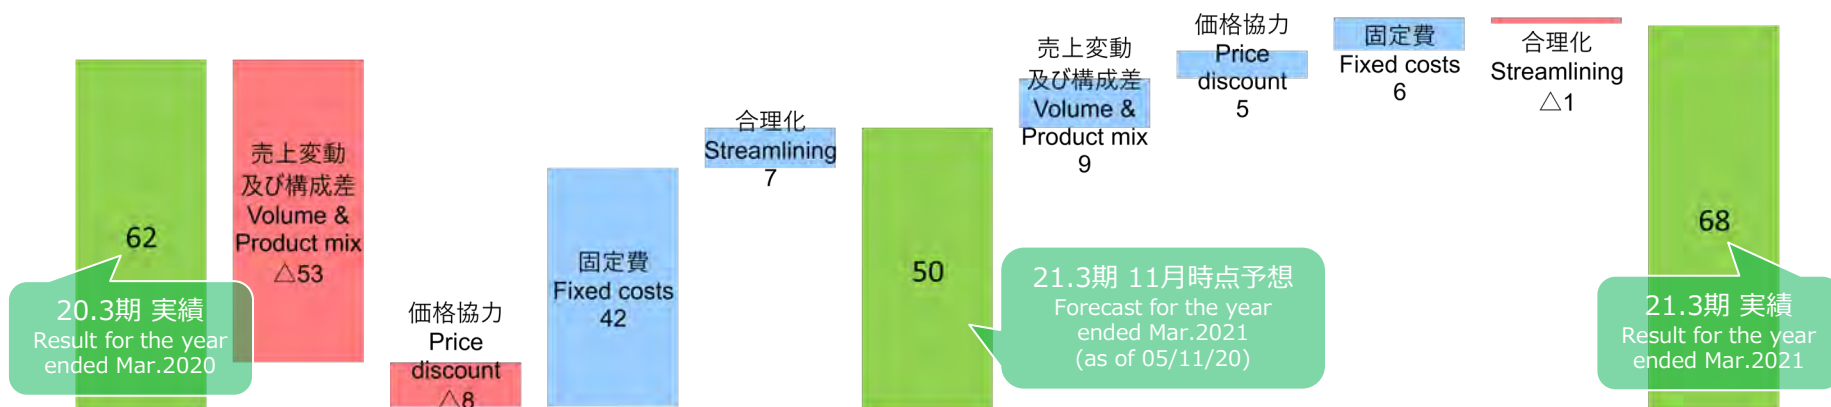 62
20.3期 実績
Result for the year
ended Mar.2020
売上変動
及び構成差
Volume &
Product mix
△53
価格協力
Price
discount
△8
固定費
Fixed costs
42
合理化
Streamlining
7
50
21.3期 11月時点予想
Forecast for the year
ended Mar.2021
(as of 05/11/20)
売上変動
及び構成差
Volume &
Product mix
9
価格協力
Price
discount
5
固定費
Fixed costs
6
合理化
Streamlining
△1
68
21.3期 実績
Result for the year
ended Mar.2021